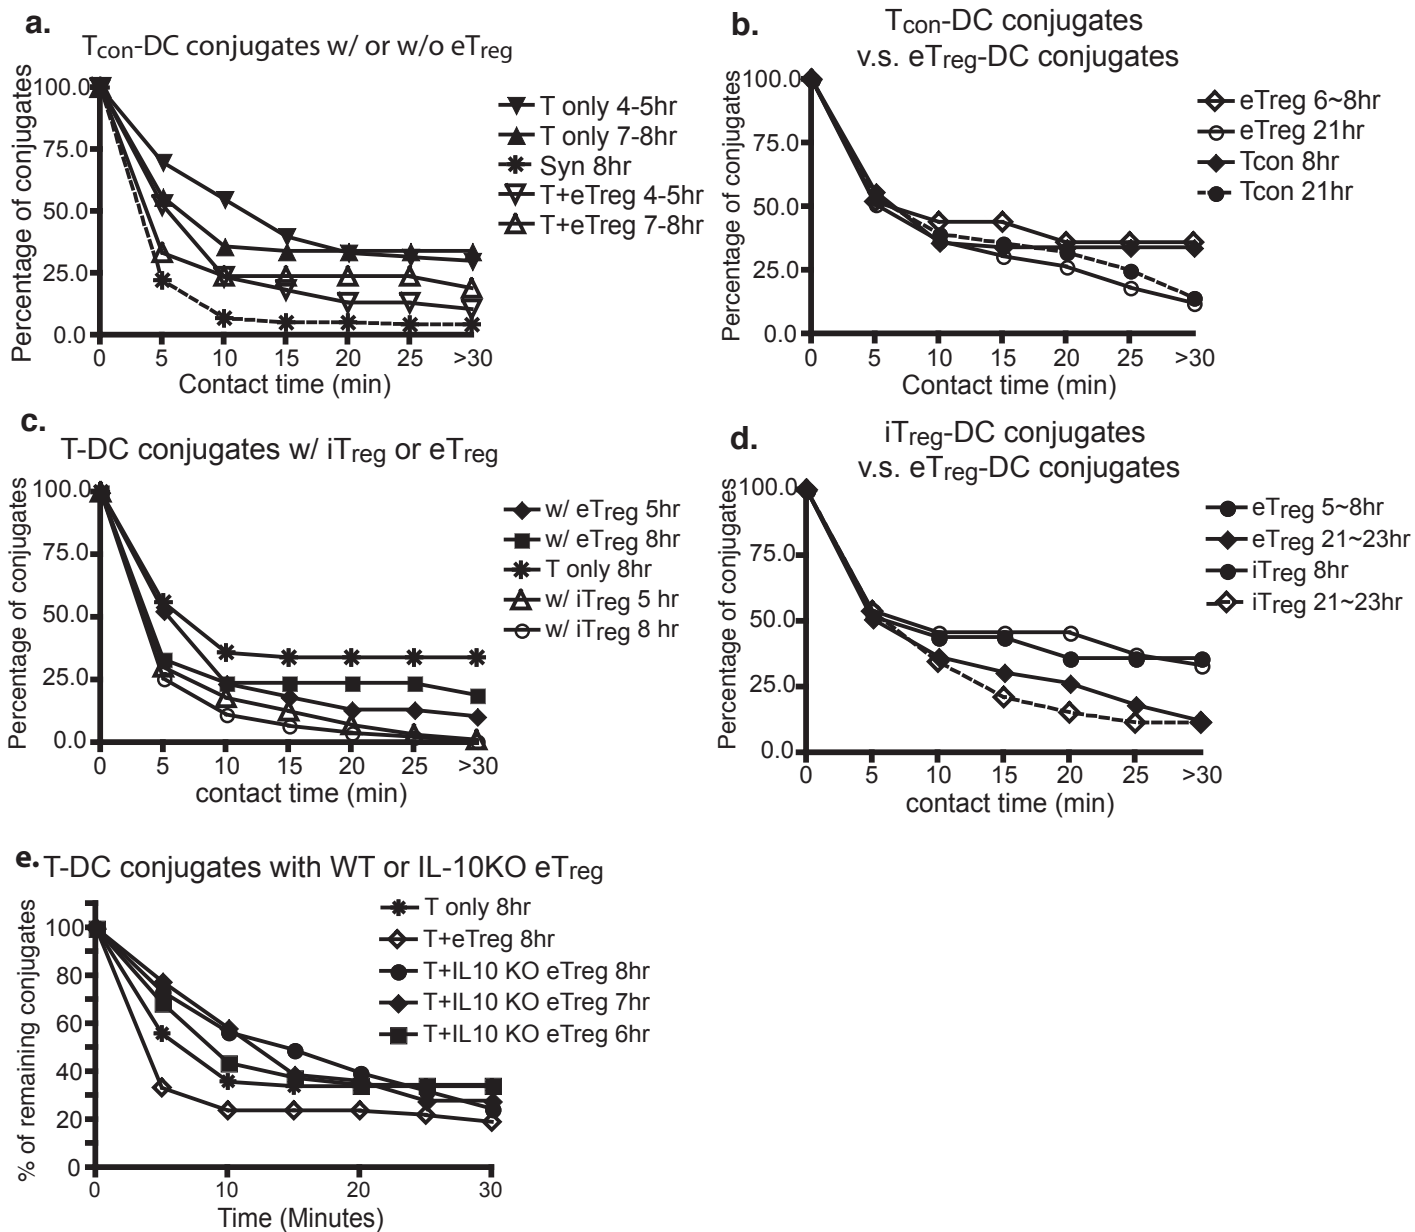 a.
Tcon-DC conjugates w/ or w/o eTreg
Percentage of conjugates
100.0
75.0
50.0
25.0
0.0
0 5 10 15 20 25 >30
Contact time (min)
T only 4-5hr
T only 7-8hr
Syn 8hr
T+eTreg 4-5hr
T+eTreg 7-8hr
b.
Tcon-DC conjugates
v.s. eTreg-DC conjugates
Percentage of conjugates
100.0
75.0
50.0
25.0
0.0
0 5 10 15 20 25 >30
Contact time (min)
eTreg 6~8hr
eTreg 21hr
Tcon 8hr
Tcon 21hr
c.
T-DC conjugates w/ iTreg or eTreg
Percentage of conjugates
100.0
75.0
50.0
25.0
0.0
0 5 10 15 20 25 >30
contact time (min)
w/ eTreg 5hr
w/ eTreg 8hr
T only 8hr
w/ iTreg 5 hr
w/ iTreg 8 hr
d.
iTreg-DC conjugates
v.s. eTreg-DC conjugates
Percentage of conjugates
100.0
75.0
50.0
25.0
0.0
0 5 10 15 20 25 >30
contact time (min)
eTreg 5~8hr
eTreg 21~23hr
iTreg 8hr
iTreg 21~23hr
e.
T-DC conjugates with WT or IL-10KO eTreg
% of remaining conjugates
100
80
60
40
20
0
0 10 20 30
Time (Minutes)
T only 8hr
T+eTreg 8hr
T+IL10 KO eTreg 8hr
T+IL10 KO eTreg 7hr
T+IL10 KO eTreg 6hr